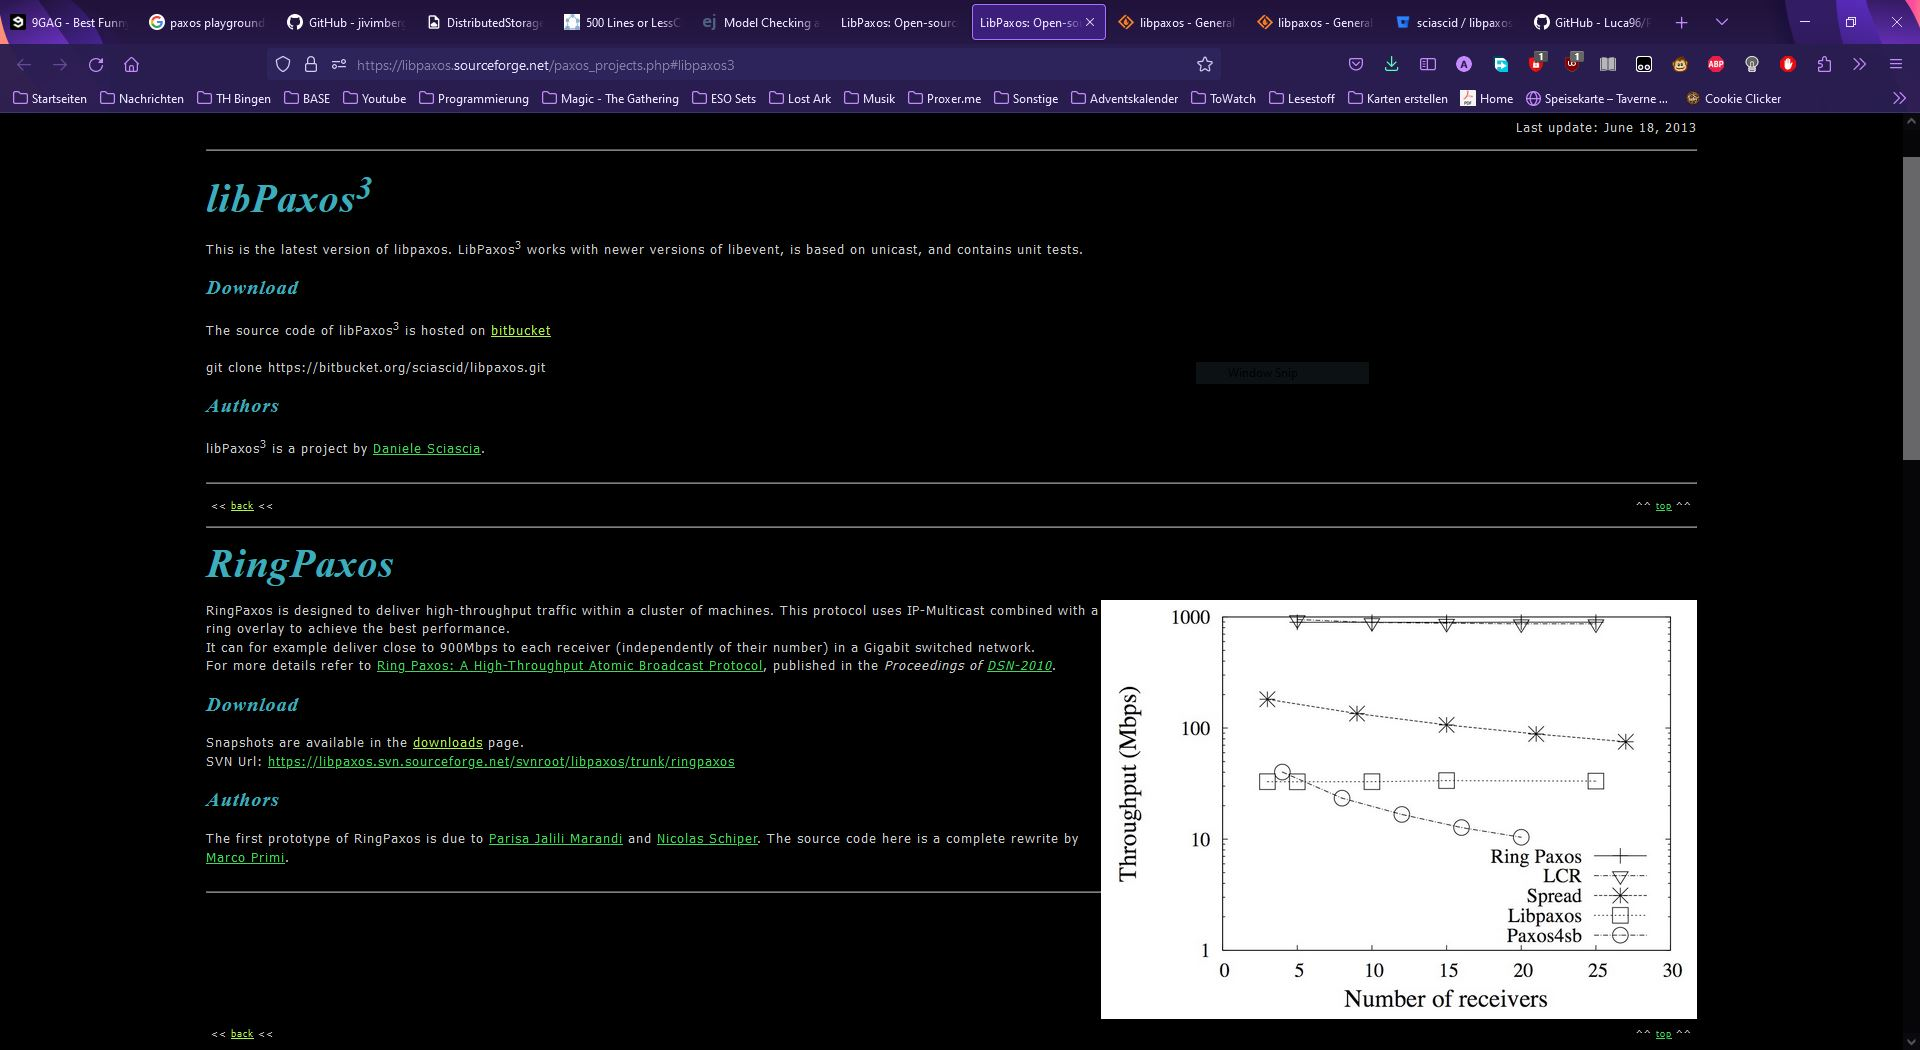 9GAG - Best Funn
paxos playground
GitHub - jivimberg
DistributedStorage
500 Lines or LessC
Model Checking a
LibPaxos: Open-sourc
LibPaxos: Open-so
libpaxos - General
libpaxos - General
sciascid / libpaxos
GitHub - Luca96/
https://libpaxos.sourceforge.net/paxos_projects.php#libpaxos3
1
1
ABP
Startseiten Nachrichten TH Bingen BASE Youtube Programmierung Magic - The Gathering ESO Sets Lost Ark Musik Proxer.me Sonstige Adventskalender ToWatch Lesestoff Karten erstellen Home Speisekarte – Taverne ... Cookie Clicker
Last update: June 18, 2013
libPaxos3
This is the latest version of libpaxos. LibPaxos3 works with newer versions of libevent, is based on unicast, and contains unit tests.
Download
The source code of libPaxos3 is hosted on bitbucket
git clone https://bitbucket.org/sciascid/libpaxos.git
Window Snip
Authors
libPaxos3 is a project by Daniele Sciascia.
<< back <<
^^ top ^^
RingPaxos
RingPaxos is designed to deliver high-throughput traffic within a cluster of machines. This protocol uses IP-Multicast combined with a
ring overlay to achieve the best performance.
It can for example deliver close to 900Mbps to each receiver (independently of their number) in a Gigabit switched network.
For more details refer to Ring Paxos: A High-Throughput Atomic Broadcast Protocol, published in the Proceedings of DSN-2010.
Download
Snapshots are available in the downloads page.
SVN Url: https://libpaxos.svn.sourceforge.net/svnroot/libpaxos/trunk/ringpaxos
Authors
The first prototype of RingPaxos is due to Parisa Jalili Marandi and Nicolas Schiper. The source code here is a complete rewrite by
Marco Primi.
Throughput (Mbps)
1000
100
10
1
Ring Paxos
LCR
Spread
Libpaxos
Paxos4sb
0 5 10 15 20 25 30
Number of receivers
<< back <<
^^ top ^^